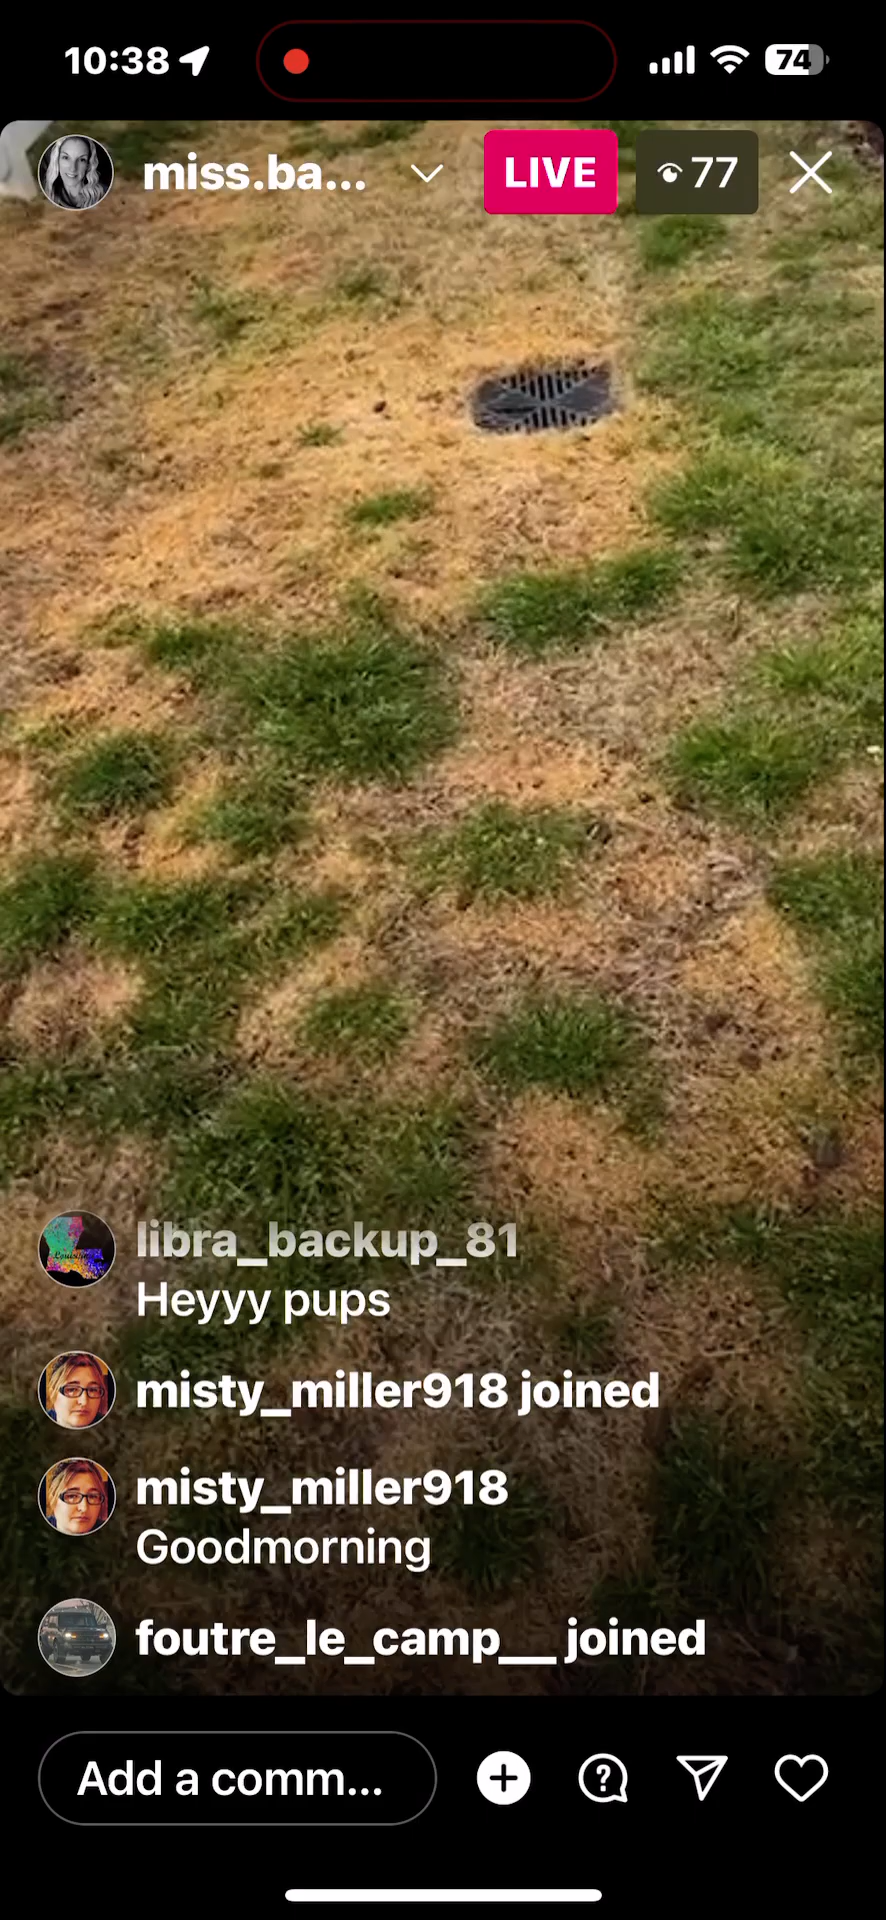 10:38
74
miss.ba...
LIVE
77
libra_backup_81
Heyyy pups
misty_miller918 joined
misty_miller918
Goodmorning
foutre_le_camp__ joined
Add a comm...